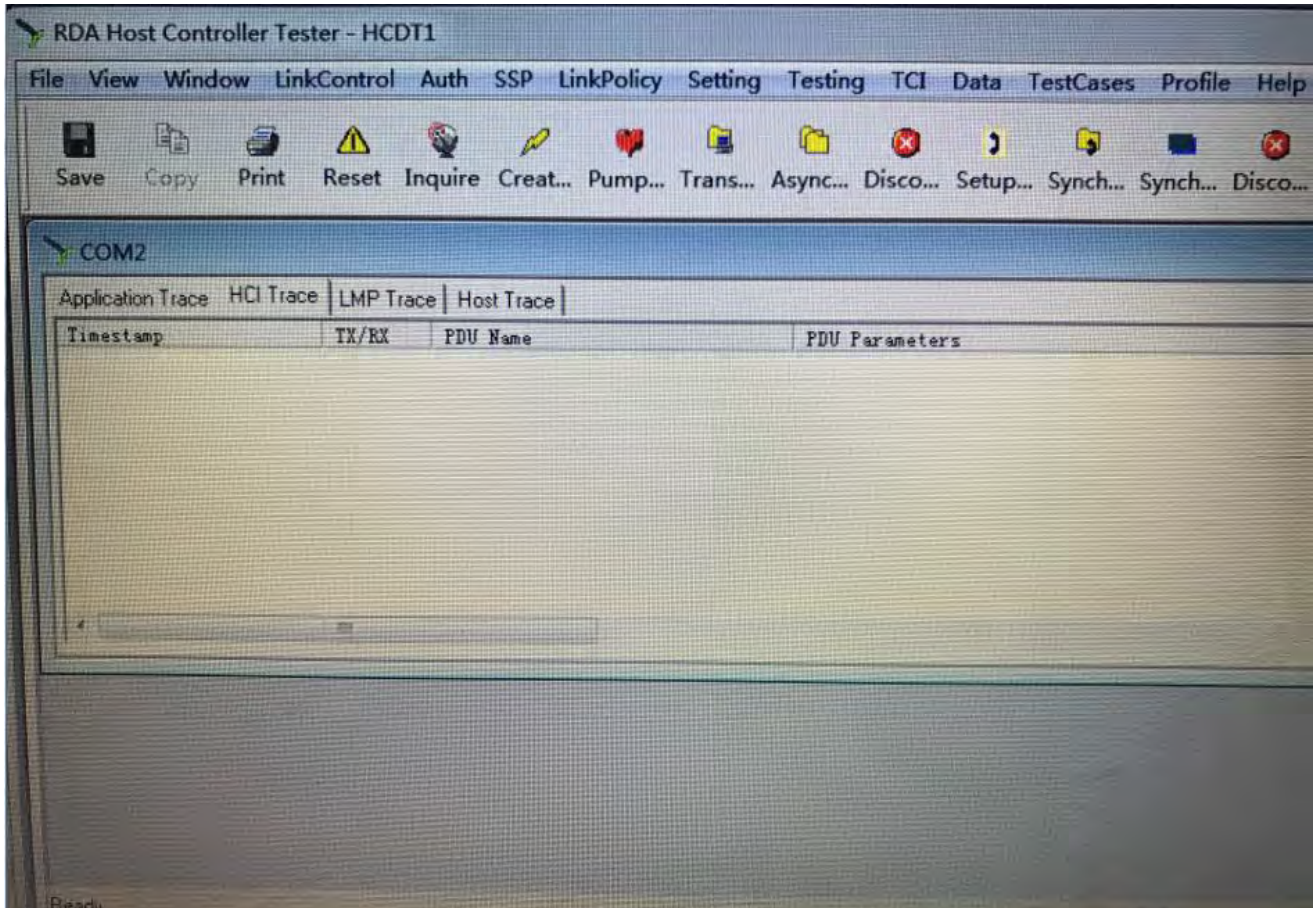 RDA Host Controller Tester - HCDT1
File View Window LinkControl Auth SSP LinkPolicy Setting Testing TCI Data TestCases Profile Help
Save Copy Print Reset Inquire Creat... Pump... Trans... Async... Disco... Setup... Synch... Synch... Disco...
COM2
Application Trace HCI Trace LMP Trace Host Trace
Timestamp TX/RX PDU Name PDU Parameters
Ready